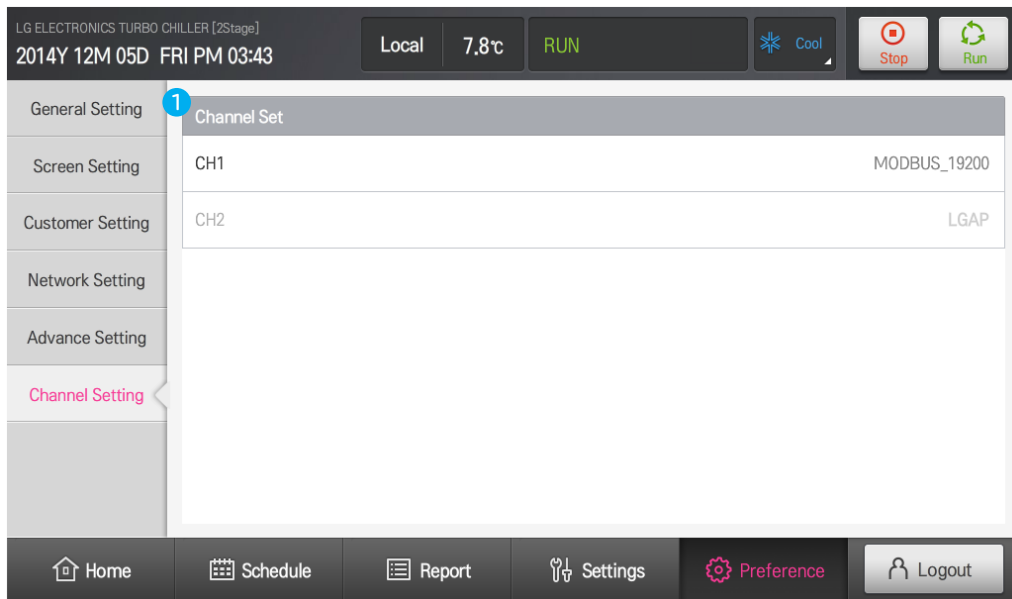 LG ELECTRONICS TURBO CHILLER [2Stage]
2014Y 12M 05D FRI PM 03:43
Local
7.8℃
RUN
Cool
Stop
Run
General Setting
Screen Setting
Customer Setting
Network Setting
Advance Setting
Channel Setting
1
Channel Set
CH1 MODBUS_19200
CH2 LGAP
Home
Schedule
Report
Settings
Preference
Logout